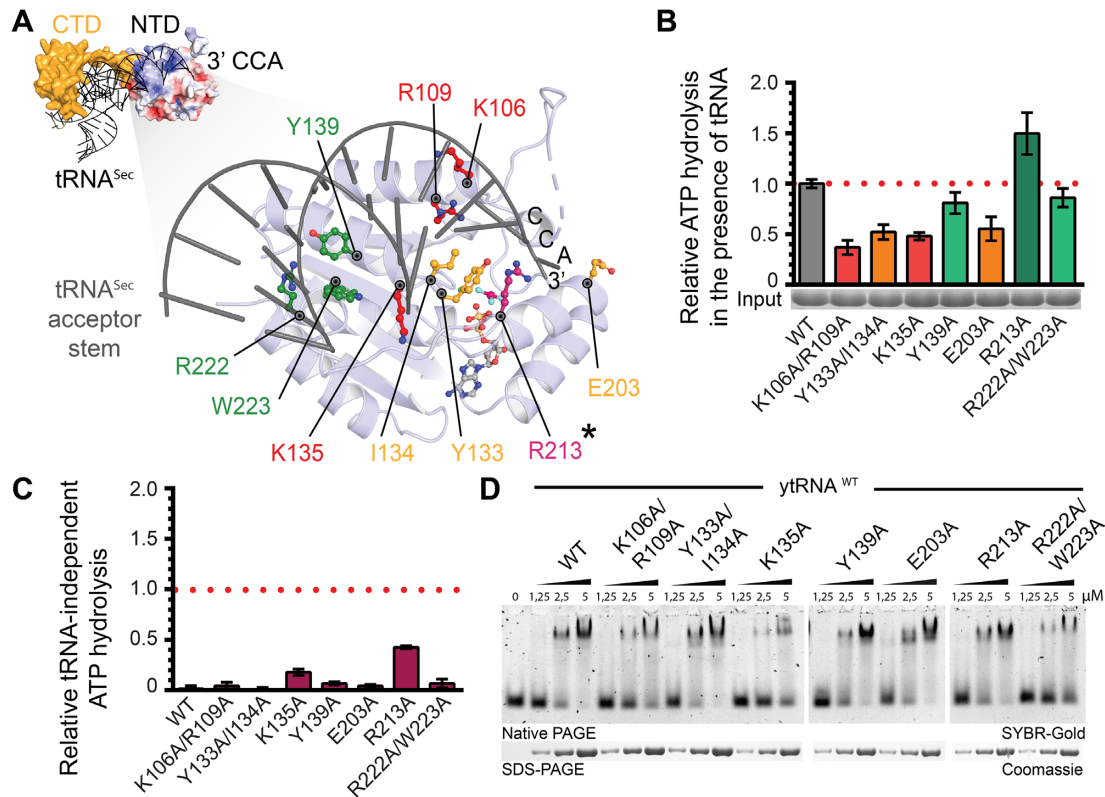 A
CTD
NTD
3' CCA
tRNASec
R109
K106
Y139
C
C
A
3'
tRNASec
acceptor
stem
R222
W223
K135
I134
Y133
R213 *
E203
B
Relative ATP hydrolysis
in the presence of tRNA
2.0
1.5
1.0
0.5
0
Input
WT
K106A/R109A
Y133A/I134A
K135A
Y139A
E203A
R213A
R222A/W223A
C
Relative tRNA-independent
ATP hydrolysis
2.0
1.5
1.0
0.5
0
WT
K106A/R109A
Y133A/I134A
K135A
Y139A
E203A
R213A
R222A/W223A
D
ytRNA WT
WT
K106A/
R109A
Y133A/
I134A
K135A
Y139A
E203A
R213A
R222A/
W223A
0 1,25 2,5 5 1,25 2,5 5 1,25 2,5 5 1,25 2,5 5 1,25 2,5 5 1,25 2,5 5 1,25 2,5 5 1,25 2,5 5 μM
Native PAGE SYBR-Gold
SDS-PAGE Coomassie